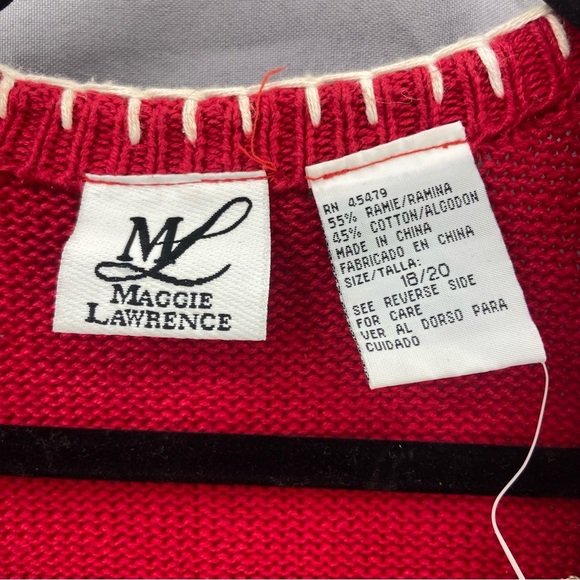 ML
MAGGIE
LAWRENCE
RN 45479
55% RAMIE/RAMINA
45% COTTON/ALGODON
MADE IN CHINA
FABRICADO EN CHINA
SIZE/TALLA:
18/20
SEE REVERSE SIDE
FOR CARE
VER AL DORSO PARA
CUIDADO